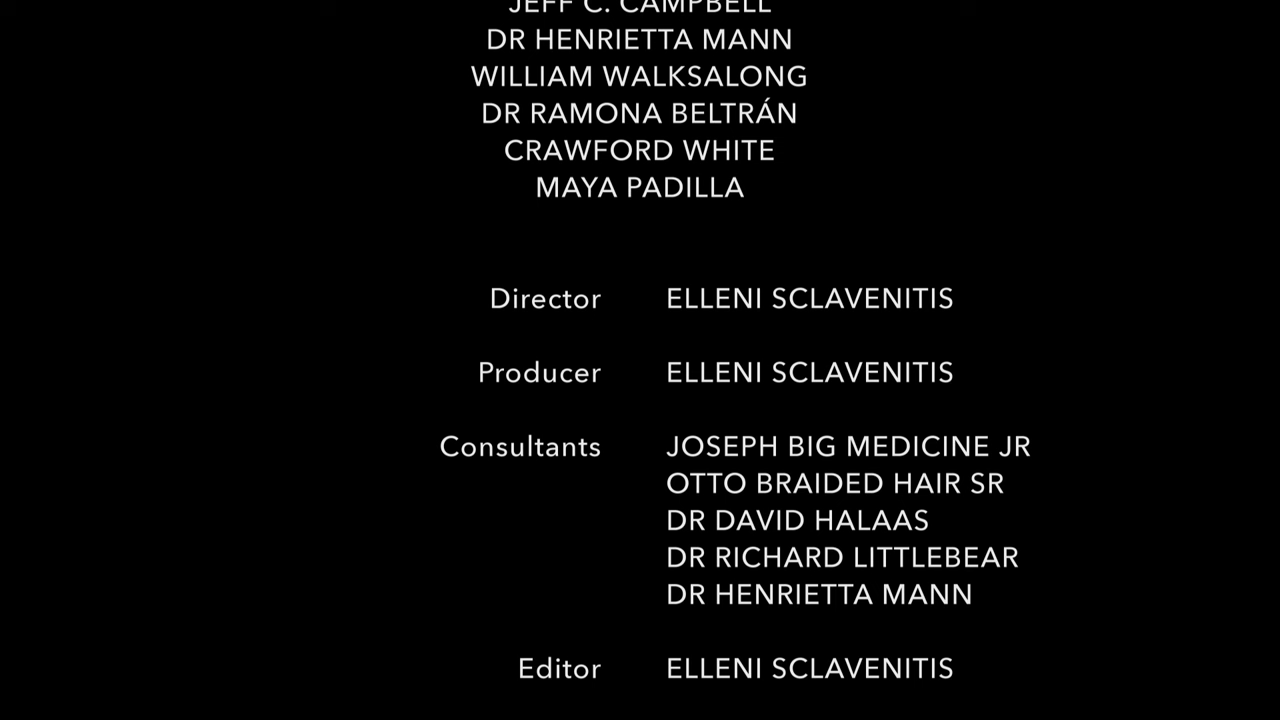 JEFF C. CAMPBELL
DR HENRIETTA MANN
WILLIAM WALKSALONG
DR RAMONA BELTRÁN
CRAWFORD WHITE
MAYA PADILLA
Director ELLENI SCLAVENITIS
Producer ELLENI SCLAVENITIS
Consultants JOSEPH BIG MEDICINE JR
OTTO BRAIDED HAIR SR
DR DAVID HALAAS
DR RICHARD LITTLEBEAR
DR HENRIETTA MANN
Editor ELLENI SCLAVENITIS